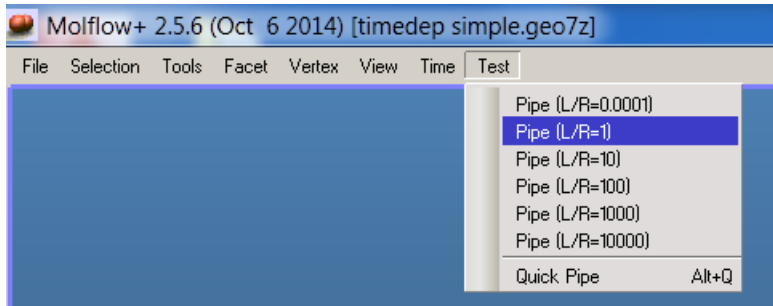 Molflow+ 2.5.6 (Oct  6 2014) [timedep simple.geo7z]
File Selection Tools Facet Vertex View Time Test
Pipe (L/R=0.0001)
Pipe (L/R=1)
Pipe (L/R=10)
Pipe (L/R=100)
Pipe (L/R=1000)
Pipe (L/R=10000)
Quick Pipe Alt+Q